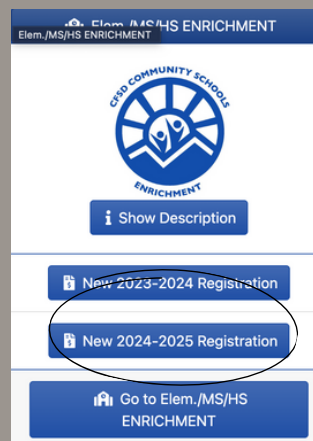 Elem./MS/HS ENRICHMENT
Elem./MS/HS ENRICHMENT
CFSD COMMUNITY SCHOOLS
ENRICHMENT
Show Description
New 2023-2024 Registration
New 2024-2025 Registration
Go to Elem./MS/HS
ENRICHMENT